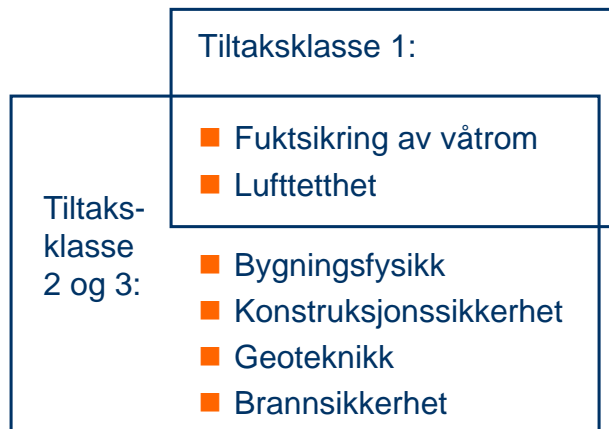 Tiltaksklasse 1:
Fuktsikring av våtrom
Lufttetthet
Tiltaks-
klasse
2 og 3:
Bygningsfysikk
Konstruksjonssikkerhet
Geoteknikk
Brannsikkerhet